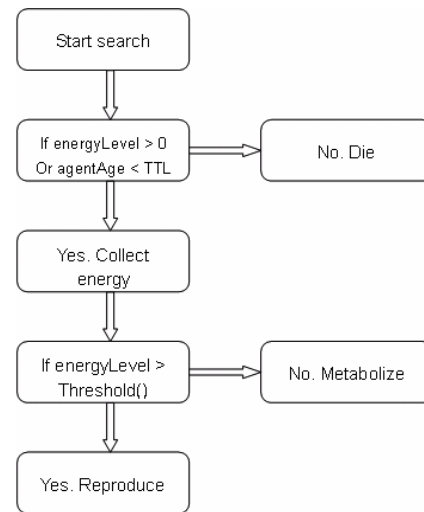 Start search
If energyLevel > 0
Or agentAge < TTL
No. Die
Yes. Collect
energy
If energyLevel >
Threshold()
No. Metabolize
Yes. Reproduce